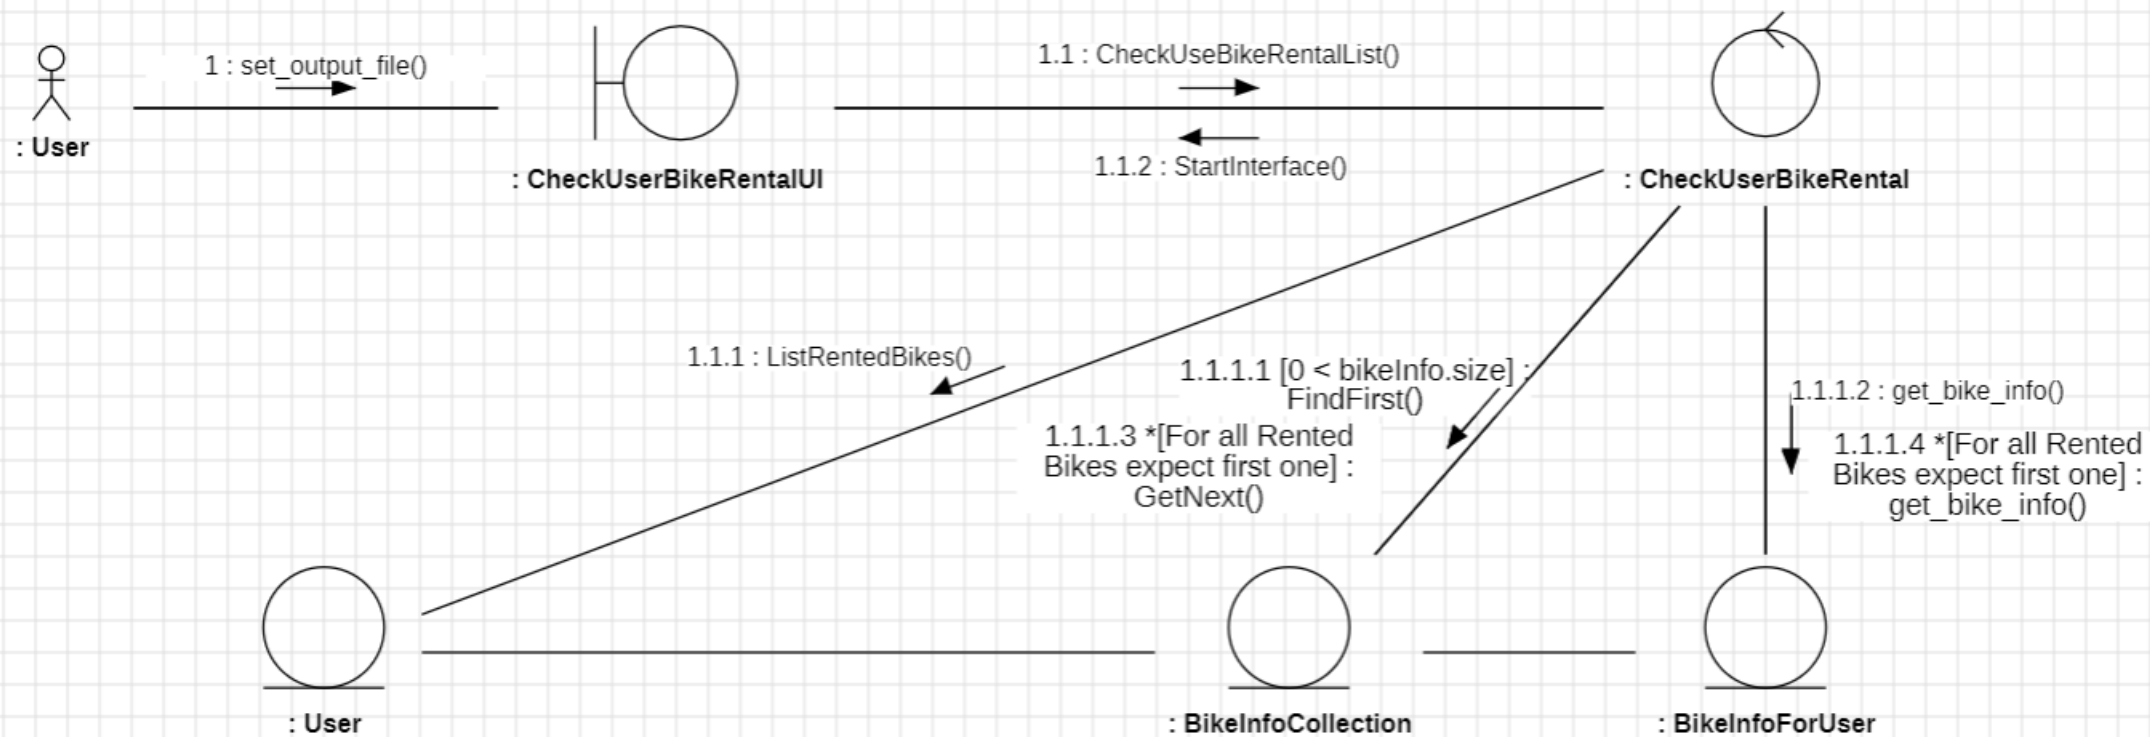 1 : set_output_file()
: User
: CheckUserBikeRentalUI
1.1 : CheckUseBikeRentalList()
1.1.2 : StartInterface()
: CheckUserBikeRental
1.1.1 : ListRentedBikes()
1.1.1.1 [0 < bikeInfo.size] :
FindFirst()
1.1.1.3 *[For all Rented
Bikes expect first one] :
GetNext()
1.1.1.2 : get_bike_info()
1.1.1.4 *[For all Rented
Bikes expect first one] :
get_bike_info()
: User
: BikeInfoCollection
: BikeInfoForUser